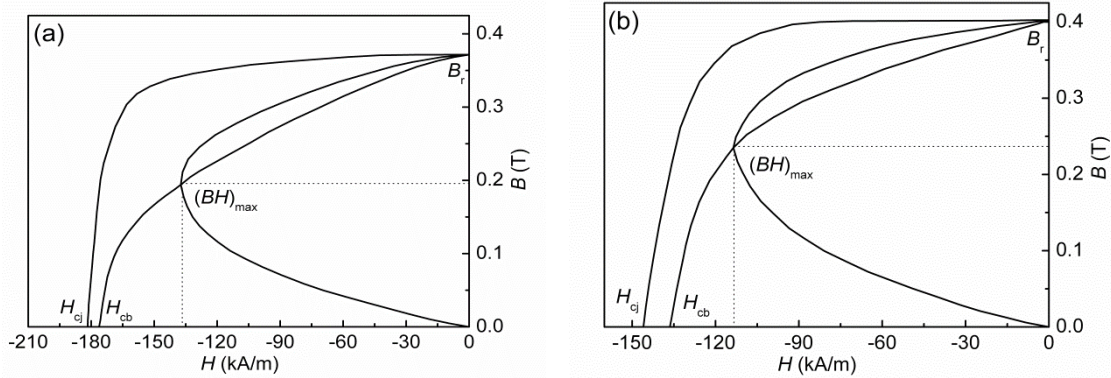 (a)
B_r
(BH)_max
H_cj
H_cb
0.4
0.3
0.2
0.1
0.0
B (T)
-210 -180 -150 -120 -90 -60 -30 0
H (kA/m)
(b)
B_r
(BH)_max
H_cj
H_cb
0.4
0.3
0.2
0.1
0.0
B (T)
-150 -120 -90 -60 -30 0
H (kA/m)